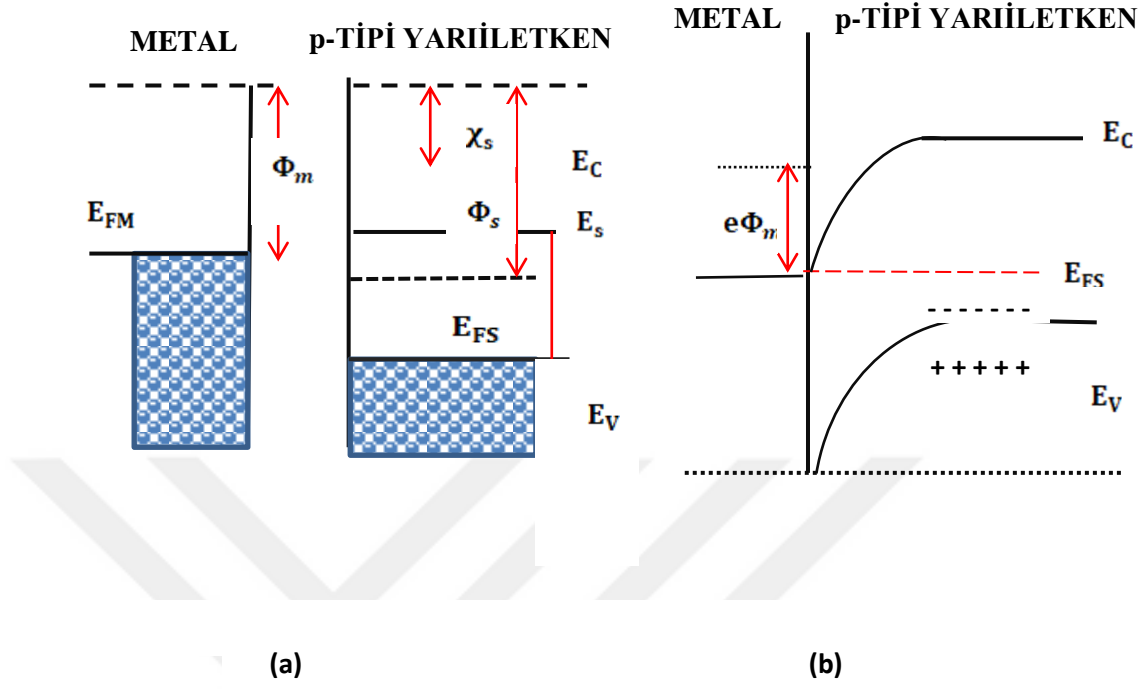 METAL p-TİPİ YARIİLETKEN
Φm
χs
Φs
EFM
EC
Es
EFS
EV
(a)
METAL p-TİPİ YARIİLETKEN
EC
eΦm
EFS
- - - - - -
+ + + + +
EV
(b)